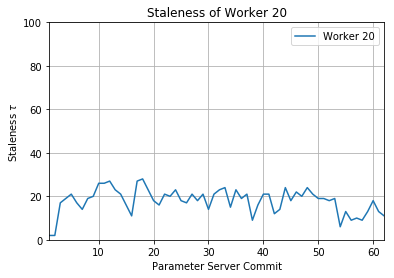 Staleness of Worker 20
Worker 20
Staleness τ
100
80
60
40
20
0
10 20 30 40 50 60
Parameter Server Commit